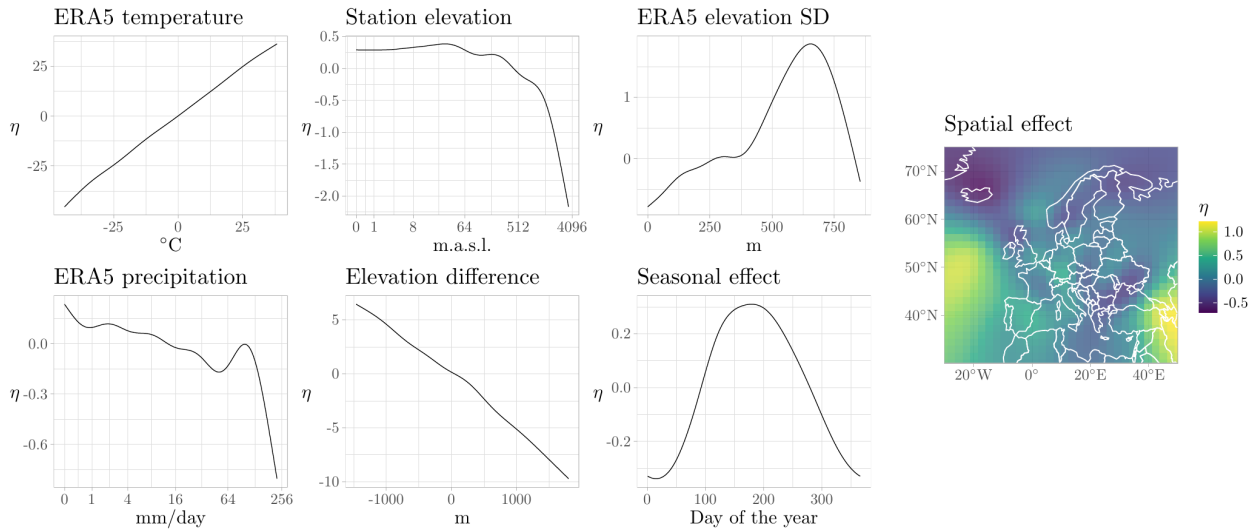 ERA5 temperature
25
0
-25
η
-25
0
25
°C
Station elevation
0.5
0.0
-0.5
-1.0
-1.5
-2.0
η
0
1
8
64
512
4096
m.a.s.l.
ERA5 elevation SD
1
0
η
0
250
500
750
m
ERA5 precipitation
0.0
-0.3
-0.6
η
0
1
4
16
64
256
mm/day
Elevation difference
5
0
-5
-10
η
-1000
0
1000
m
Seasonal effect
0.2
0.0
-0.2
η
0
100
200
300
Day of the year
Spatial effect
70°N
60°N
50°N
40°N
20°W
0°
20°E
40°E
η
1.0
0.5
0.0
-0.5